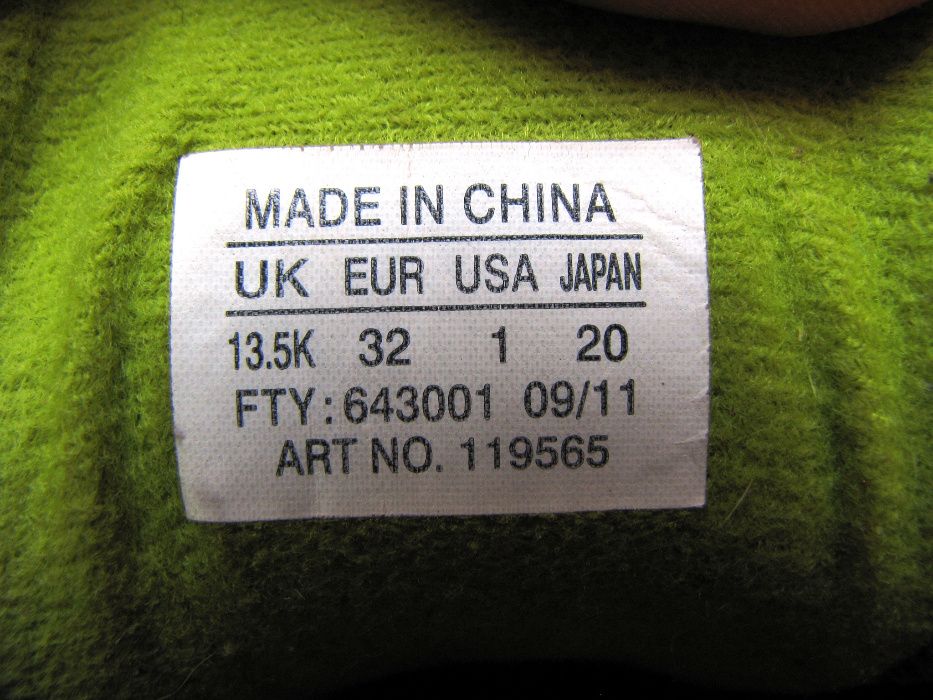 MADE IN CHINA
UK EUR USA JAPAN
13.5K 32 1 20
FTY: 643001 09/11
ART NO. 119565